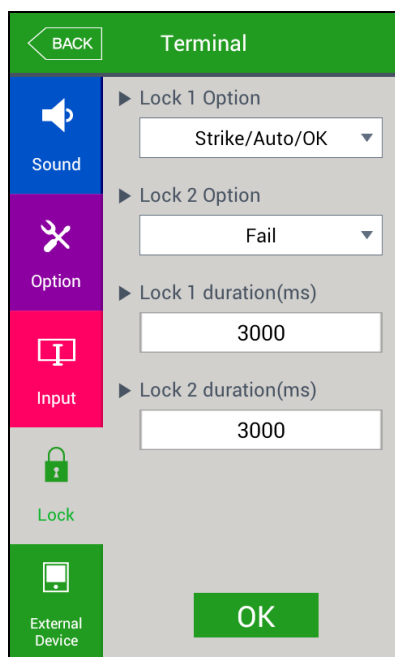 BACK
Terminal
Sound
Option
Input
Lock
External
Device
▶ Lock 1 Option
Strike/Auto/OK
▶ Lock 2 Option
Fail
▶ Lock 1 duration(ms)
3000
▶ Lock 2 duration(ms)
3000
OK